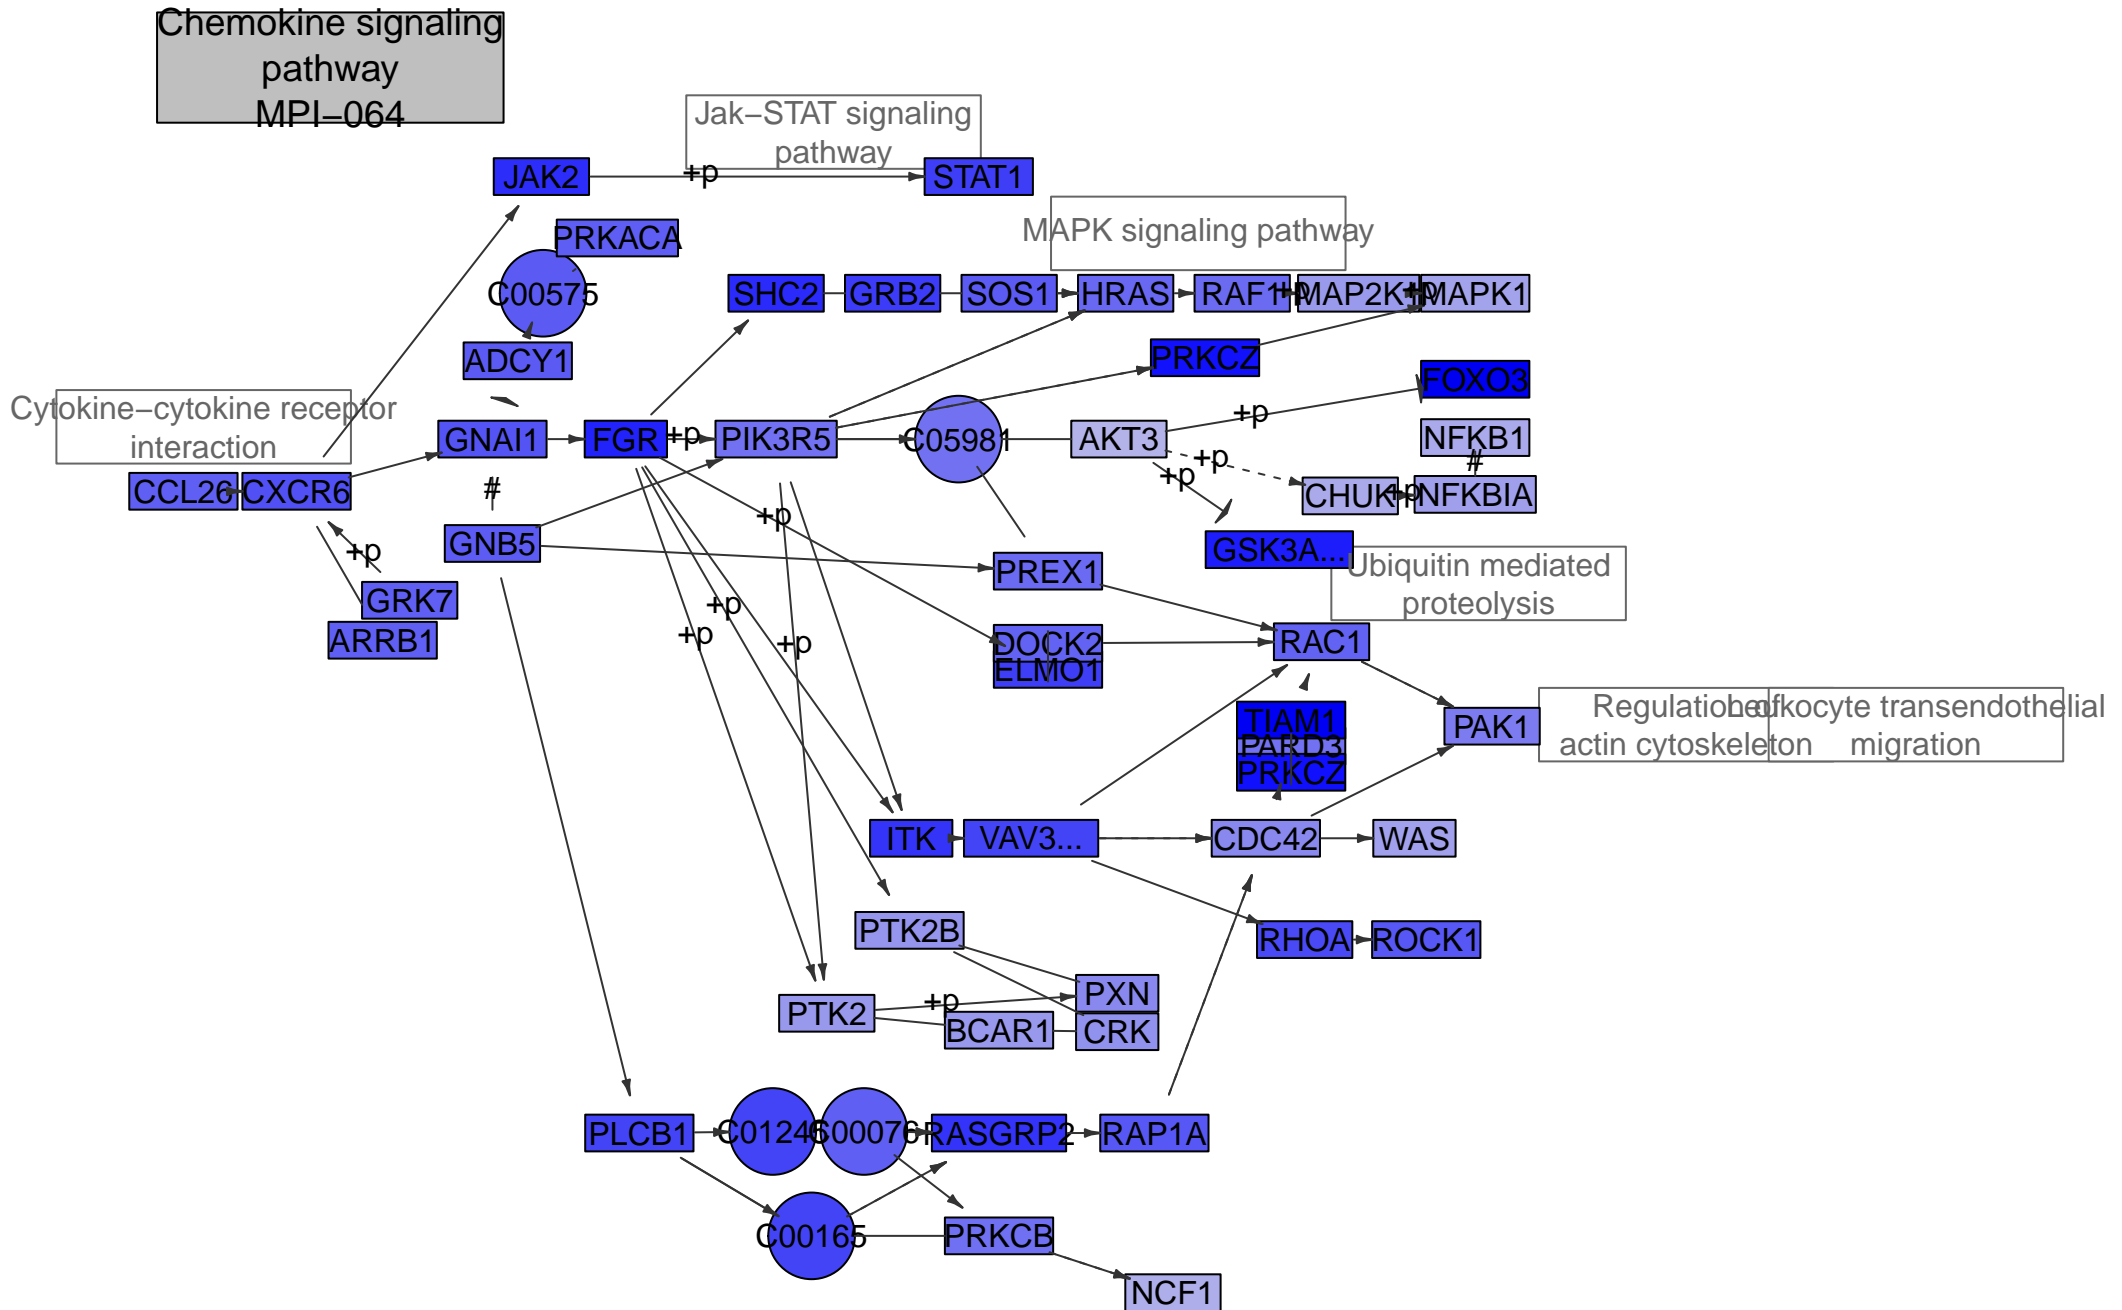 Chemokine signaling
pathway
MPI−064
Jak−STAT signaling
pathway
JAK2
+p
STAT1
PRKACA
MAPK signaling pathway
C00575
SHC2
GRB2
SOS1
HRAS
RAF1
+p
MAP2K1
+p
MAPK1
ADCY1
PRKCZ
FOXO3
Cytokine−cytokine receptor
interaction
+p
GNAI1
FGR
+p
PIK3R5
C05981
AKT3
NFKB1
+p
#
CCL26
CXCR6
#
+p
CHUK
+p
NFKBIA
+p
+p
GNB5
GSK3A...
PREX1
Ubiquitin mediated
proteolysis
GRK7
+p
ARRB1
+p
+p
DOCK2
RAC1
ELMO1
TIAM1
PARD3
PRKCZ
PAK1
Regulation of
actin cytoskeleton
Leukocyte transendothelial
migration
ITK
VAV3...
CDC42
WAS
PTK2B
RHOA
ROCK1
PXN
+p
PTK2
BCAR1
CRK
PLCB1
C01245
C00076
RASGRP2
RAP1A
C00165
PRKCB
NCF1